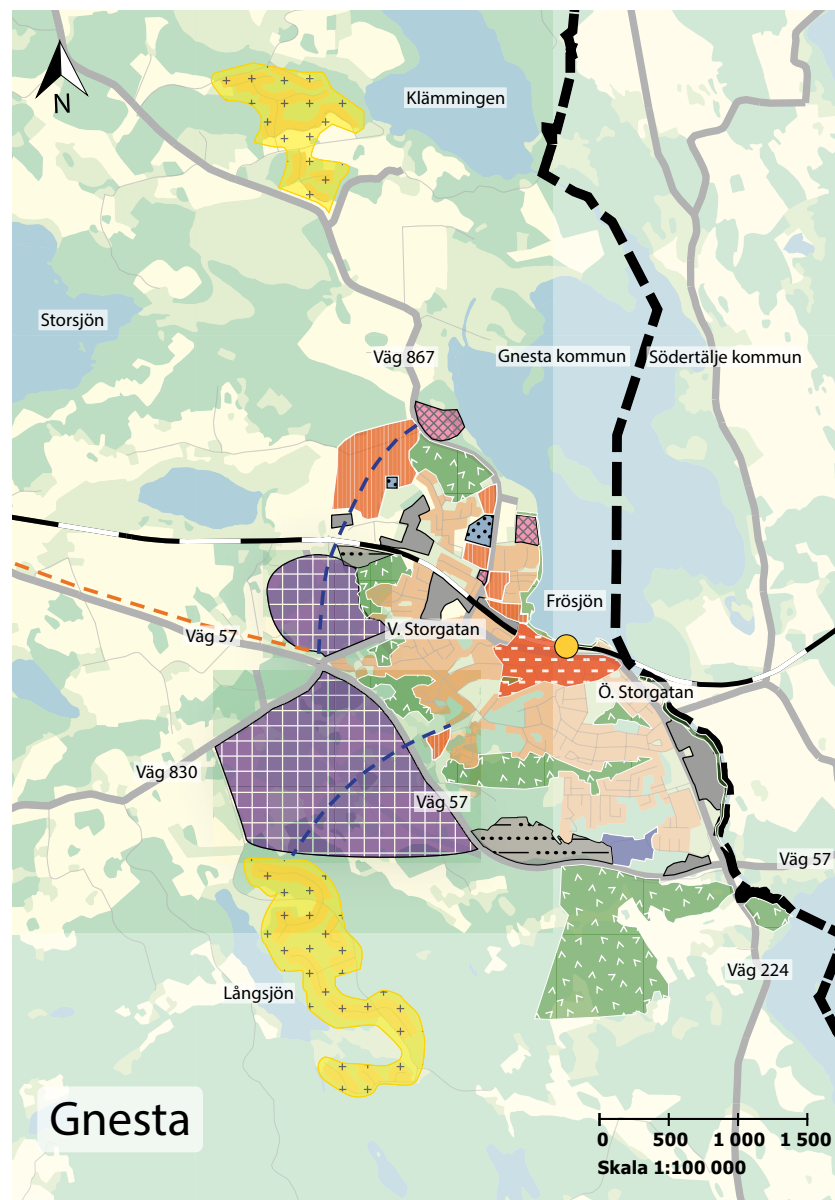 N
Klämmingen
Storsjön
Väg 867
Gnesta kommun
Södertälje kommun
Frösjön
Väg 57
V. Storgatan
Ö. Storgatan
Väg 830
Väg 57
Väg 57
Väg 224
Långsjön
Gnesta
0 500 1 000 1 500
Skala 1:100 000